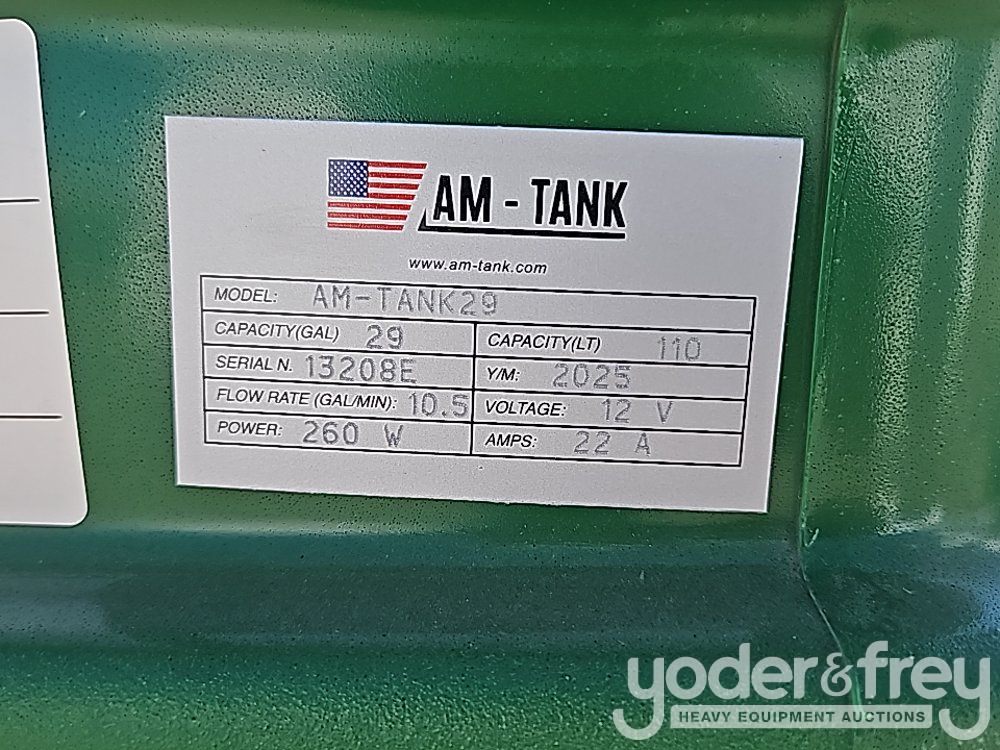 AM - TANK
www.am-tank.com
MODEL: AM-TANK29
CAPACITY(GAL) 29 CAPACITY(LT) 110
SERIAL N. 13208E Y/M: 2025
FLOW RATE (GAL/MIN): 10.5 VOLTAGE: 12 V
POWER: 260 W AMPS: 22 A
yoder&frey
HEAVY EQUIPMENT AUCTIONS